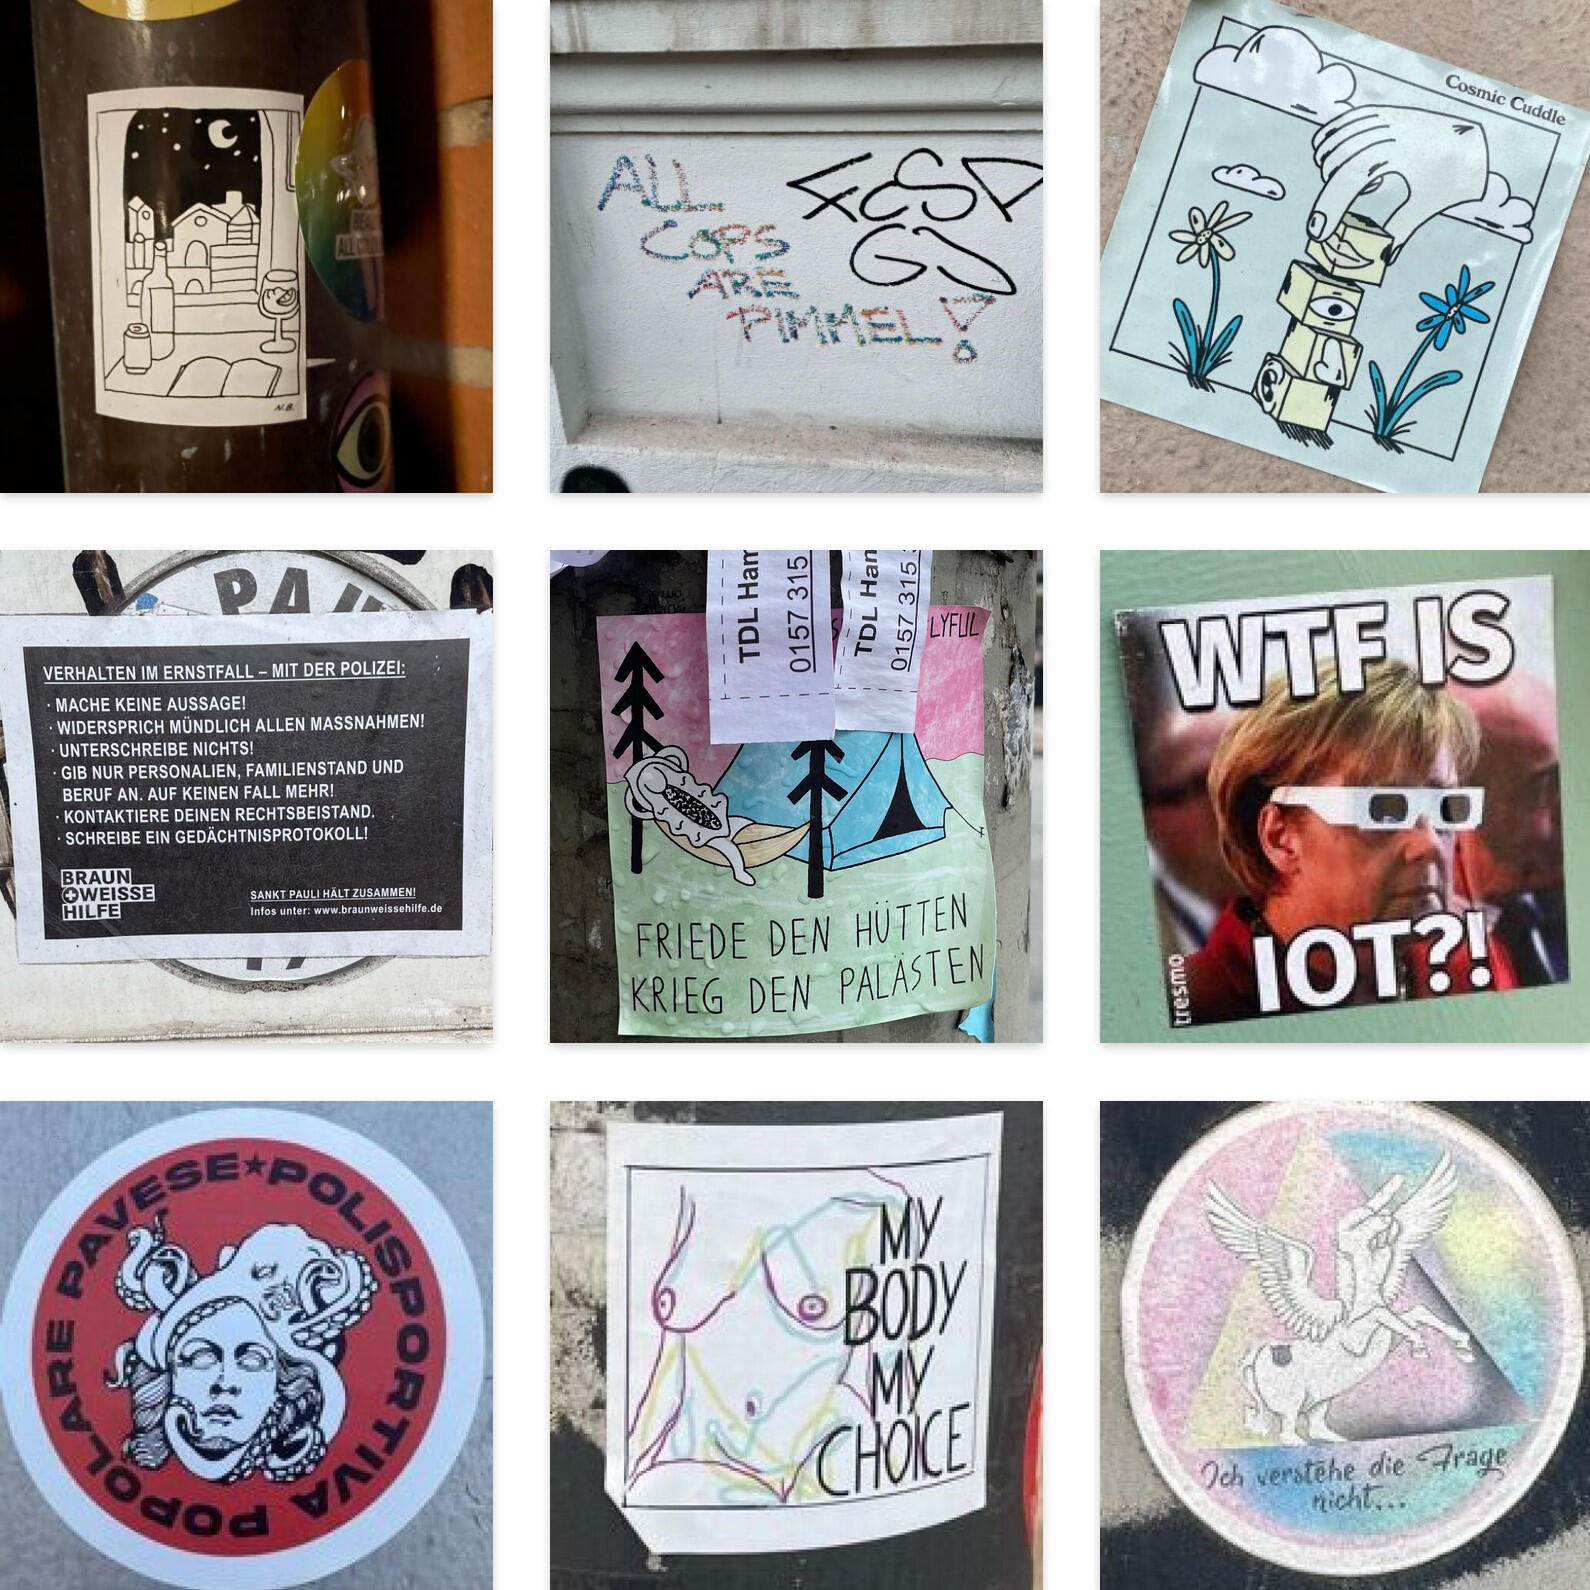 N.B.
ALL
COPS
ARE
PIMMEL!
Cosmic Cuddle
VERHALTEN IM ERNSTFALL – MIT DER POLIZEI:
· MACHE KEINE AUSSAGE!
· WIDERSPRICH MÜNDLICH ALLEN MASSNAHMEN!
· UNTERSCHREIBE NICHTS!
· GIB NUR PERSONALIEN, FAMILIENSTAND UND
BERUF AN. AUF KEINEN FALL MEHR!
· KONTAKTIERE DEINEN RECHTSBEISTAND.
· SCHREIBE EIN GEDÄCHTNISPROTOKOLL!
BRAUN
+WEISSE
HILFE
SANKT PAULI HÄLT ZUSAMMEN!
Infos unter: www.braunweissehilfe.de
TDL Ham
0157 315
TDL Ham
0157 315
LYFUL
FRIEDE DEN HÜTTEN
KRIEG DEN PALÄSTEN
WTF IS
IOT?!
tresmo
POLISPORTIVA POPOLARE PAVESE★
MY
BODY
MY
CHOICE
Ich verstehe die Frage
nicht...